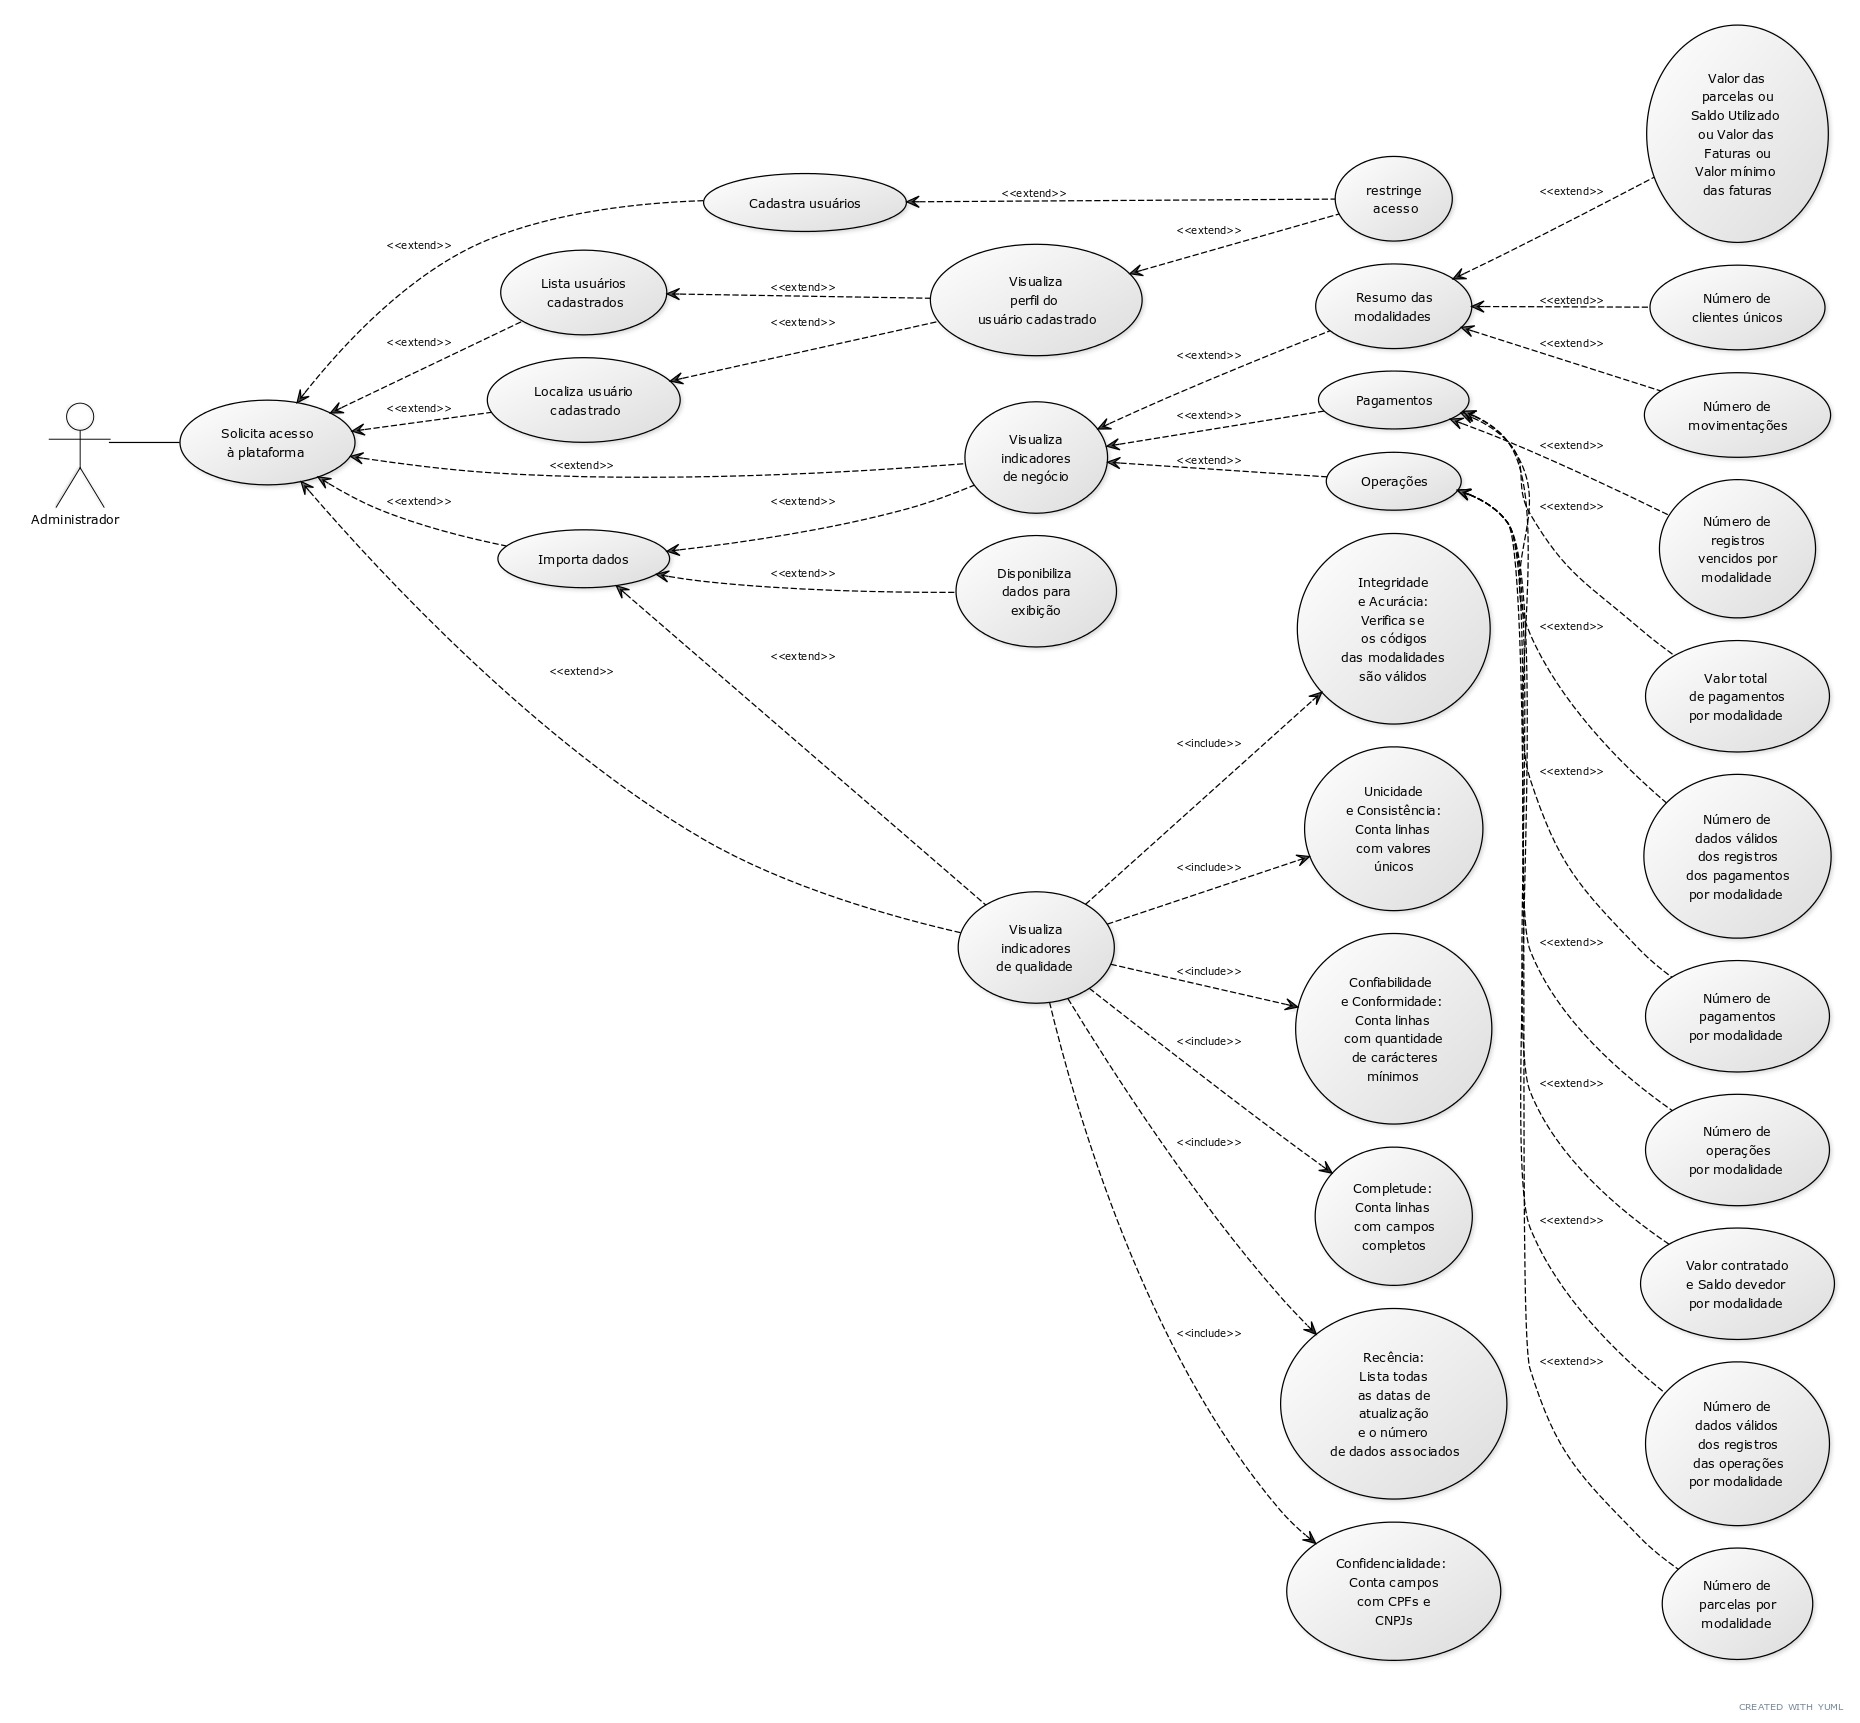 Administrador
Solicita acesso
à plataforma
<<extend>>
<<extend>>
<<extend>>
<<extend>>
<<extend>>
<<extend>>
Cadastra usuários
Lista usuários
cadastrados
Localiza usuário
cadastrado
Importa dados
<<extend>>
<<extend>>
<<extend>>
<<extend>>
<<extend>>
<<extend>>
Visualiza
perfil do
usuário cadastrado
Visualiza
indicadores
de negócio
Disponibiliza
dados para
exibição
Visualiza
indicadores
de qualidade
<<extend>>
<<extend>>
<<extend>>
<<extend>>
<<include>>
<<include>>
<<include>>
<<include>>
<<include>>
<<include>>
restringe
acesso
Resumo das
modalidades
Pagamentos
Operações
Integridade
e Acurácia:
Verifica se
os códigos
das modalidades
são válidos
Unicidade
e Consistência:
Conta linhas
com valores
únicos
Confiabilidade
e Conformidade:
Conta linhas
com quantidade
de carácteres
mínimos
Completude:
Conta linhas
com campos
completos
Recência:
Lista todas
as datas de
atualização
e o número
de dados associados
Confidencialidade:
Conta campos
com CPFs e
CNPJs
<<extend>>
<<extend>>
<<extend>>
<<extend>>
<<extend>>
<<extend>>
<<extend>>
<<extend>>
<<extend>>
<<extend>>
<<extend>>
Valor das
parcelas ou
Saldo Utilizado
ou Valor das
Faturas ou
Valor mínimo
das faturas
Número de
clientes únicos
Número de
movimentações
Número de
registros
vencidos por
modalidade
Valor total
de pagamentos
por modalidade
Número de
dados válidos
dos registros
dos pagamentos
por modalidade
Número de
pagamentos
por modalidade
Número de
operações
por modalidade
Valor contratado
e Saldo devedor
por modalidade
Número de
dados válidos
dos registros
das operações
por modalidade
Número de
parcelas por
modalidade
CREATED WITH YUML